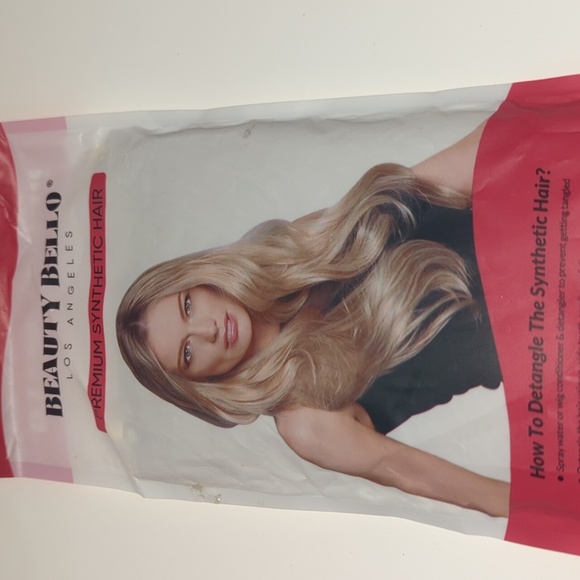 BEAUTY BELLO®
LOS ANGELES
PREMIUM SYNTHETIC HAIR
How To Detangle The Synthetic Hair?
• Spray water or wig conditioner & detangler to prevent getting tangled